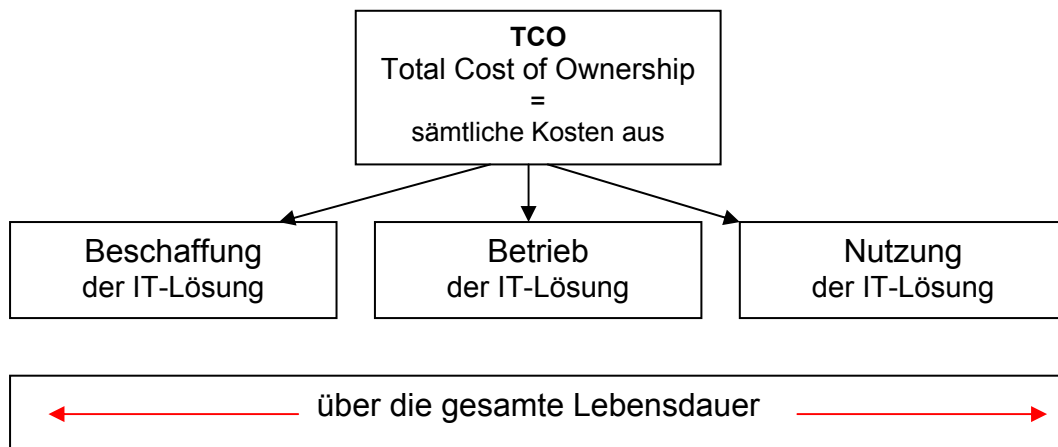 TCO
Total Cost of Ownership
=
sämtliche Kosten aus
Beschaffung
der IT-Lösung
Betrieb
der IT-Lösung
Nutzung
der IT-Lösung
über die gesamte Lebensdauer